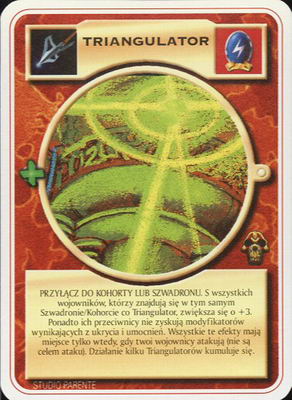 TRIANGULATOR
PRZYŁĄCZ DO KOHORTY LUB SZWADRONU. S wszystkich
wojowników, którzy znajdują się w tym samym
Szwadronie/Kohorcie co Triangulator, zwiększa się o +3.
Ponadto ich przeciwnicy nie zyskują modyfikatorów
wynikających z ukrycia i umocnień. Wszystkie te efekty mają
miejsce tylko wtedy, gdy twoi wojownicy atakują (nie są
celem ataku). Działanie kilku Triangulatorów kumuluje się.
STUDIO PARENTE